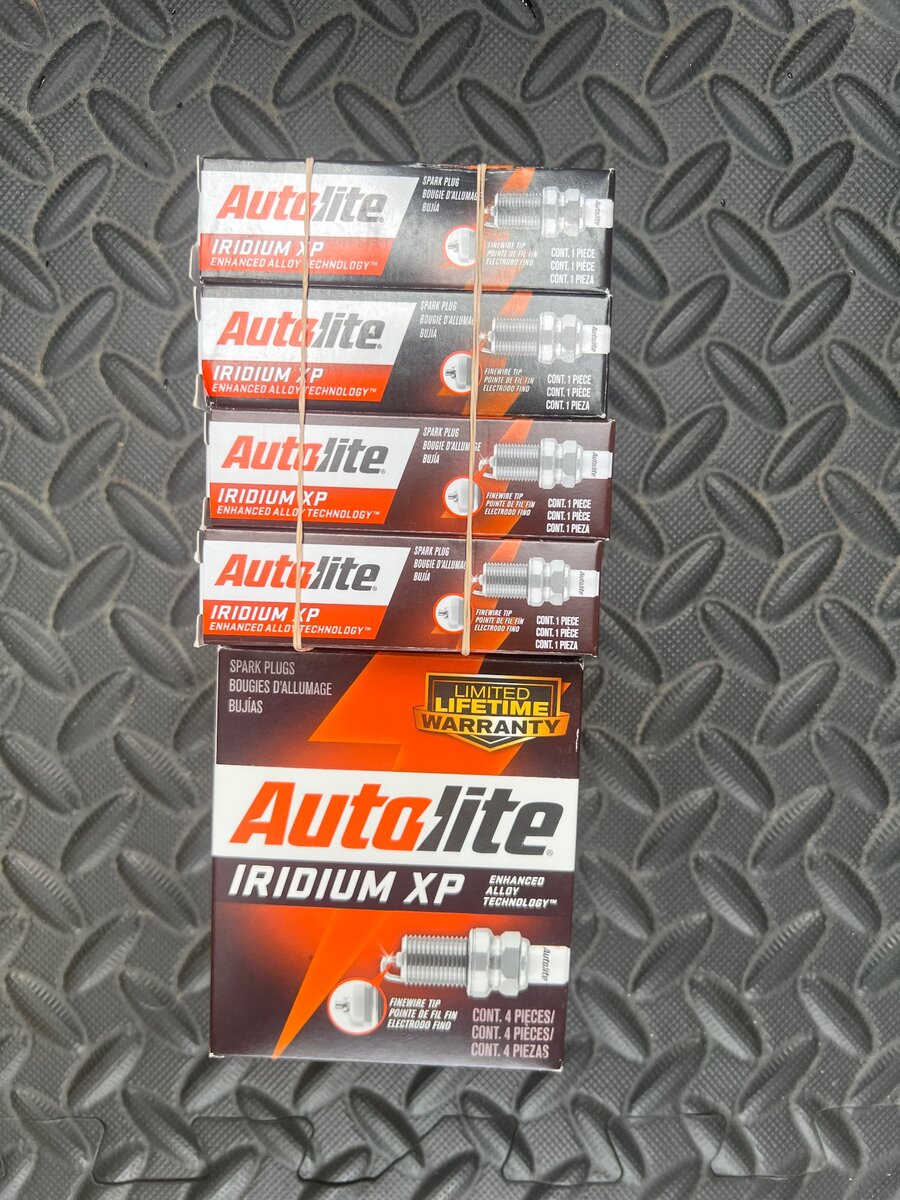 Autolite®
IRIDIUM XP
ENHANCED ALLOY TECHNOLOGY™
SPARK PLUG
BOUGIE D'ALLUMAGE
BUJÍA
FINEWIRE TIP
POINTE DE FIL FIN
ELECTRODO FINO
Autolite
CONT. 1 PIECE
CONT. 1 PIÈCE
CONT. 1 PIEZA
Autolite®
IRIDIUM XP
ENHANCED ALLOY TECHNOLOGY™
SPARK PLUG
BOUGIE D'ALLUMAGE
BUJÍA
FINEWIRE TIP
POINTE DE FIL FIN
ELECTRODO FINO
Autolite
CONT. 1 PIECE
CONT. 1 PIÈCE
CONT. 1 PIEZA
Autolite®
IRIDIUM XP
ENHANCED ALLOY TECHNOLOGY™
SPARK PLUG
BOUGIE D'ALLUMAGE
BUJÍA
FINEWIRE TIP
POINTE DE FIL FIN
ELECTRODO FINO
Autolite
CONT. 1 PIECE
CONT. 1 PIÈCE
CONT. 1 PIEZA
Autolite®
IRIDIUM XP
ENHANCED ALLOY TECHNOLOGY™
SPARK PLUG
BOUGIE D'ALLUMAGE
BUJÍA
FINEWIRE TIP
POINTE DE FIL FIN
ELECTRODO FINO
Autolite
CONT. 1 PIECE
CONT. 1 PIÈCE
CONT. 1 PIEZA
SPARK PLUGS
BOUGIES D'ALLUMAGE
BUJÍAS
LIMITED
LIFETIME
WARRANTY
Autolite®
IRIDIUM XP
ENHANCED
ALLOY
TECHNOLOGY™
Autolite
FINEWIRE TIP
POINTE DE FIL FIN
ELECTRODO FINO
CONT. 4 PIECES/
CONT. 4 PIÈCES/
CONT. 4 PIEZAS